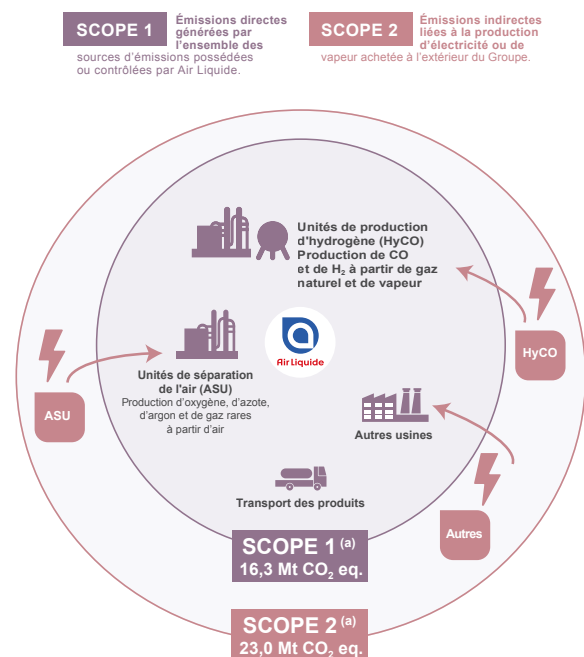 SCOPE 1
Émissions directes
générées par
l'ensemble des
sources d'émissions possédées
ou contrôlées par Air Liquide.
SCOPE 2
Émissions indirectes
liées à la production
d'électricité ou de
vapeur achetée à l'extérieur du Groupe.
Unités de production
d'hydrogène (HyCO)
Production de CO
et de H₂ à partir de gaz
naturel et de vapeur
HyCO
Air Liquide
ASU
Unités de séparation
de l'air (ASU)
Production d'oxygène, d'azote,
d'argon et de gaz rares
à partir d'air
Autres usines
Transport des produits
Autres
SCOPE 1 (a)
16,3 Mt CO₂ eq.
SCOPE 2 (a)
23,0 Mt CO₂ eq.